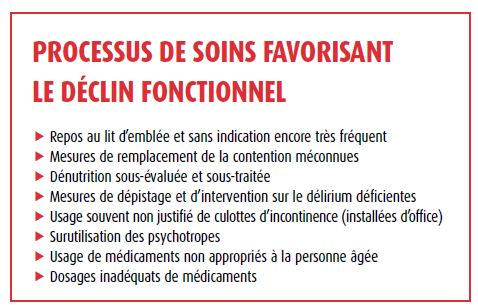 PROCESSUS DE SOINS FAVORISANT
LE DÉCLIN FONCTIONNEL
▶ Repos au lit d'emblée et sans indication encore très fréquent
▶ Mesures de remplacement de la contention méconnues
▶ Dénutrition sous-évaluée et sous-traitée
▶ Mesures de dépistage et d'intervention sur le délirium déficientes
▶ Usage souvent non justifié de culottes d'incontinence (installées d'office)
▶ Surutilisation des psychotropes
▶ Usage de médicaments non appropriés à la personne âgée
▶ Dosages inadéquats de médicaments